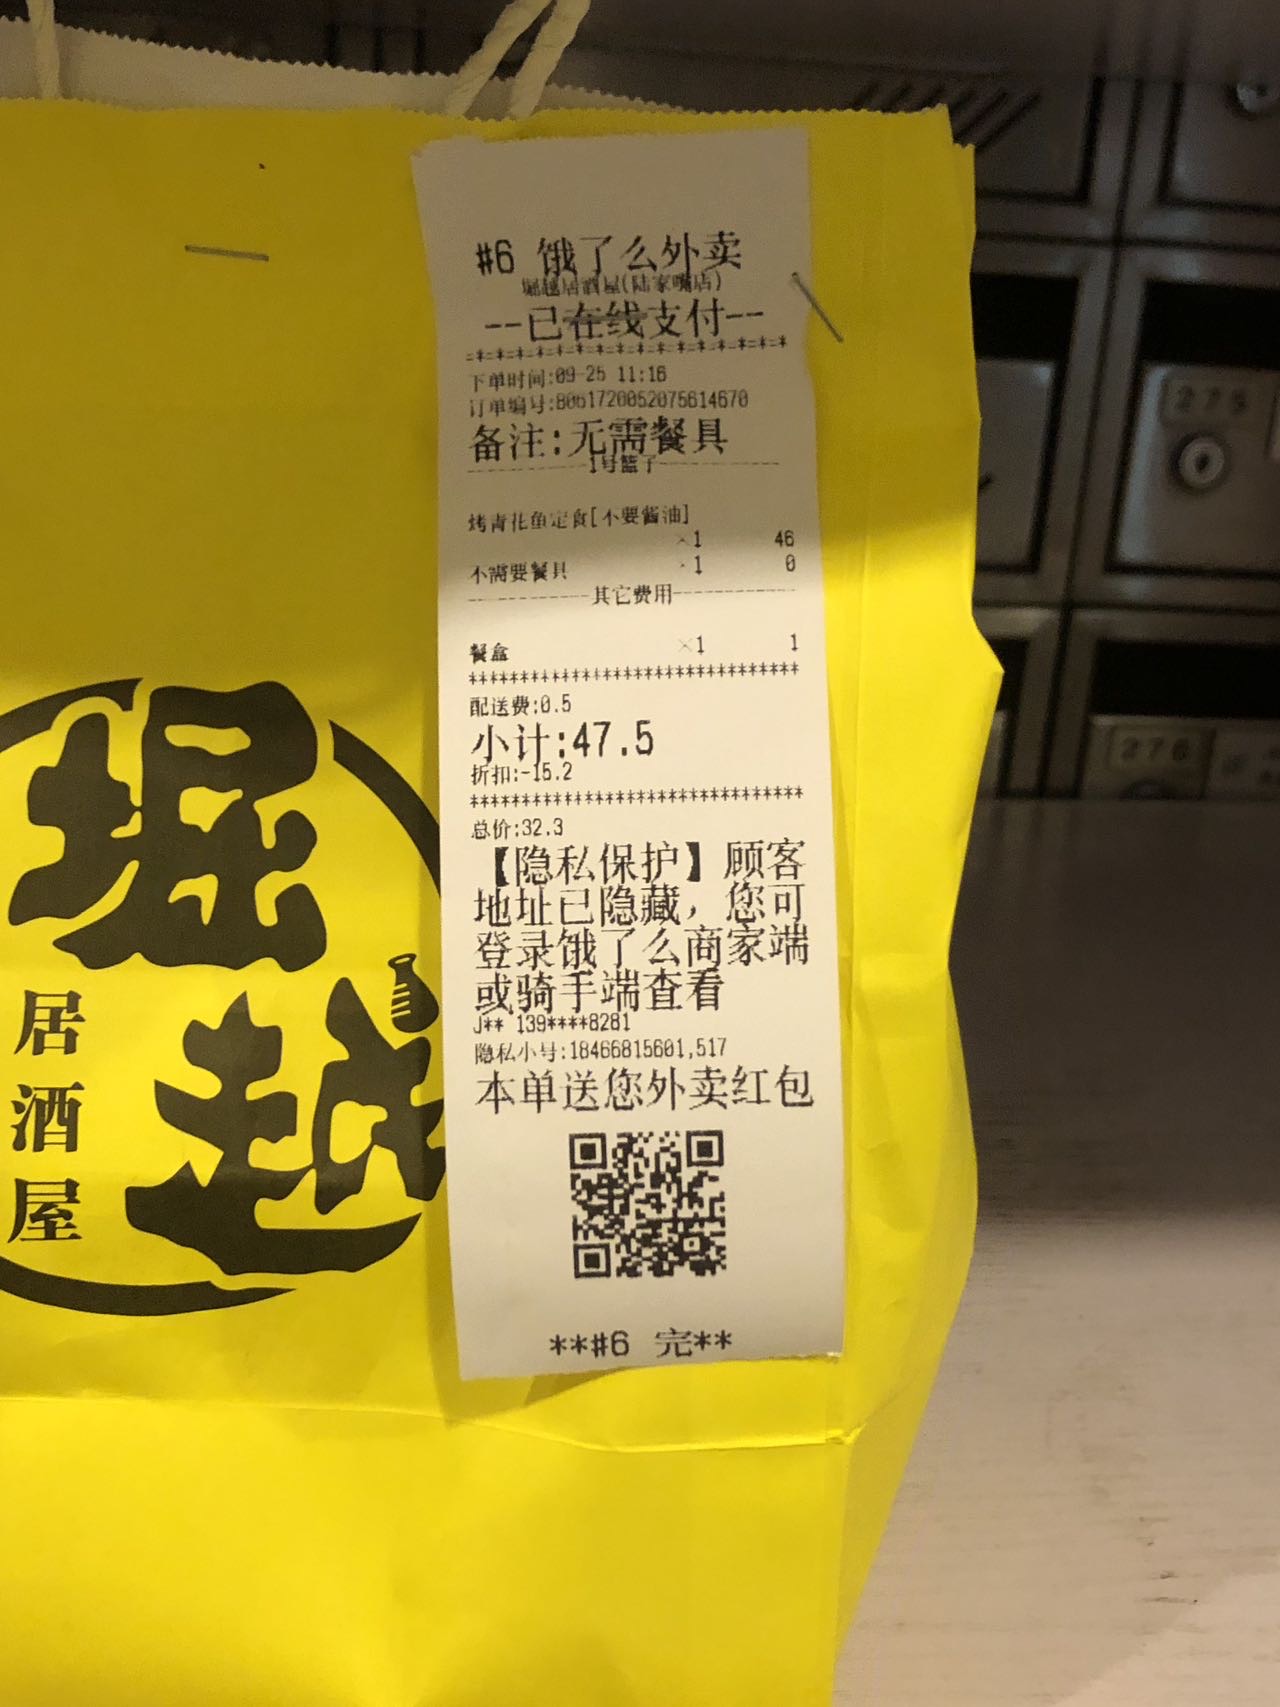 #6 饿了么外卖
堀越居酒屋(陆家嘴店)
--已在线支付--
=*=*=*=*=*=*=*=*=*=*=*=*=*=*=*=*
下单时间:09-25 11:16
订单编号:8061720052075614670
备注:无需餐具
1号篮子
烤青花鱼定食[不要酱油]
×1 46
不需要餐具 ×1 0
其它费用
餐盒 ×1 1
********************************
配送费:0.5
小计:47.5
折扣:-15.2
********************************
总价:32.3
【隐私保护】顾客
地址已隐藏，您可
登录饿了么商家端
或骑手端查看
J** 139****8281
隐私小号:18466815601,517
本单送您外卖红包
***#6 完**
堀越
居酒屋
275
276